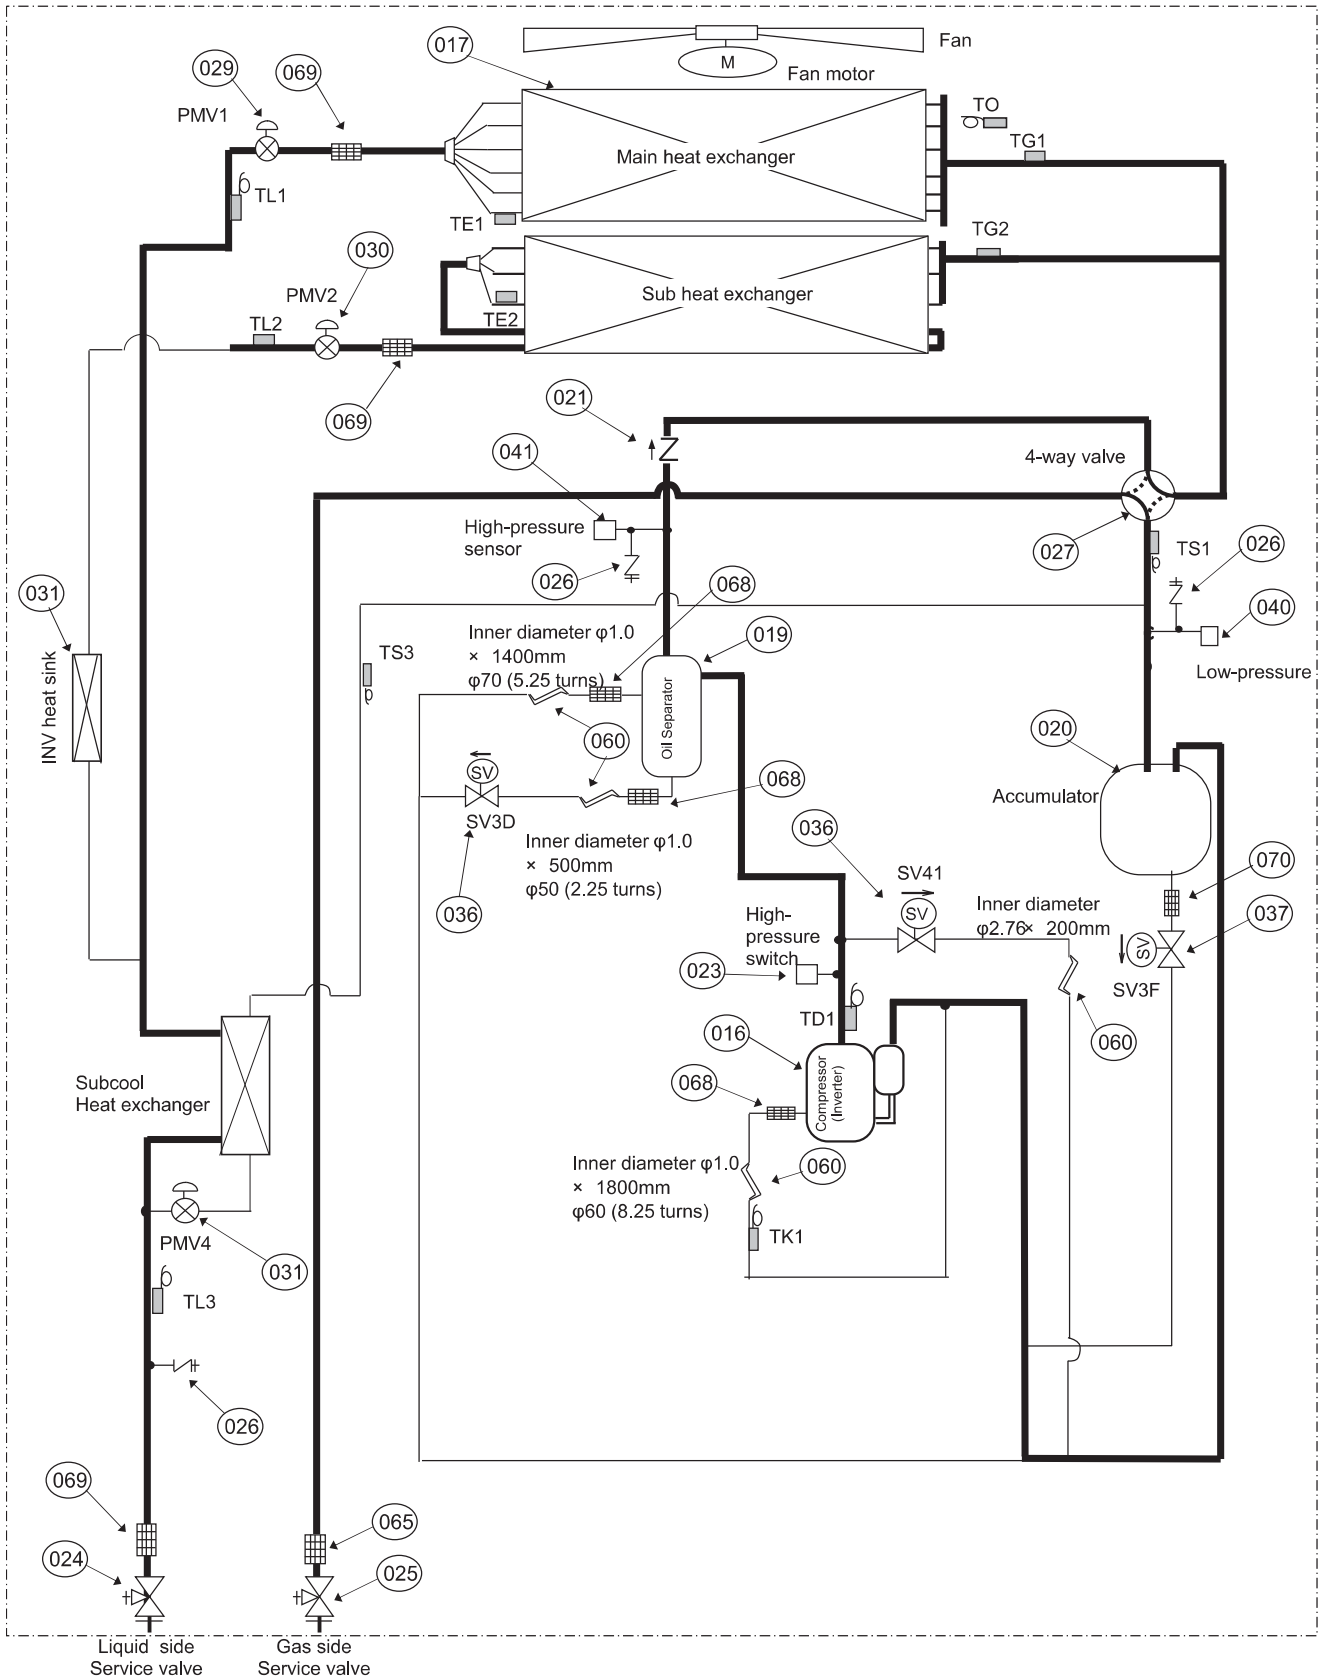 Fan
M
Fan motor
017
029
069
PMV1
TO
TG1
Main heat exchanger
TL1
TE1
TG2
030
PMV2
Sub heat exchanger
TL2
TE2
069
021
041
4-way valve
High-pressure
sensor
026
068
027
TS1
026
031
040
Inner diameter φ1.0
× 1400mm
φ70 (5.25 turns)
019
TS3
Low-pressure
INV heat sink
Oil Separator
060
020
SV
068
Accumulator
SV3D
036
Inner diameter φ1.0
× 500mm
φ50 (2.25 turns)
036
SV41
SV
070
Inner diameter
φ2.76× 200mm
037
High-
pressure
switch
SV
023
SV3F
TD1
016
060
Compressor
(Inverter)
Subcool
Heat exchanger
068
Inner diameter φ1.0
× 1800mm
φ60 (8.25 turns)
060
TK1
PMV4
031
TL3
026
069
065
024
025
Liquid side
Service valve
Gas side
Service valve